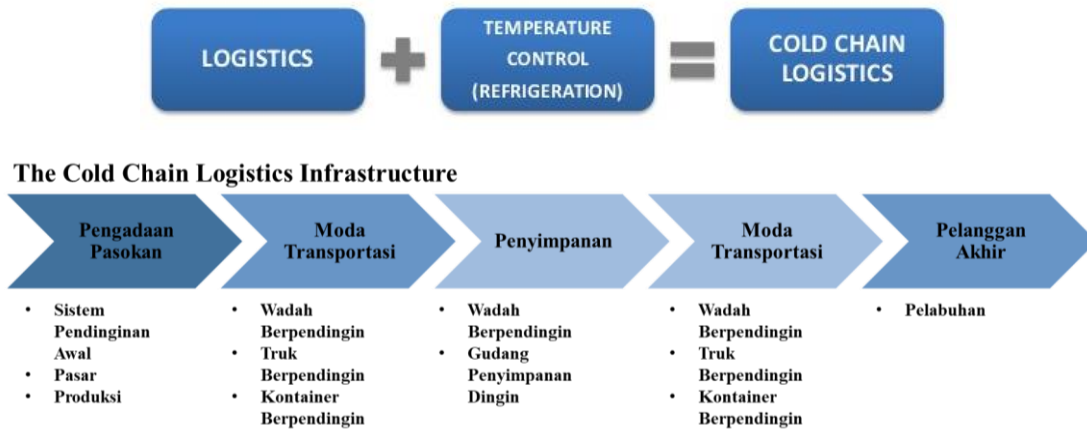 LOGISTICS
TEMPERATURE
CONTROL
(REFRIGERATION)
COLD CHAIN
LOGISTICS
The Cold Chain Logistics Infrastructure
Pengadaan
Pasokan
Moda
Transportasi
Penyimpanan
Moda
Transportasi
Pelanggan
Akhir
• Sistem
Pendinginan
Awal
• Pasar
• Produksi
• Wadah
Berpendingin
• Truk
Berpendingin
• Kontainer
Berpendingin
• Wadah
Berpendingin
• Gudang
Penyimpanan
Dingin
• Wadah
Berpendingin
• Truk
Berpendingin
• Kontainer
Berpendingin
• Pelabuhan